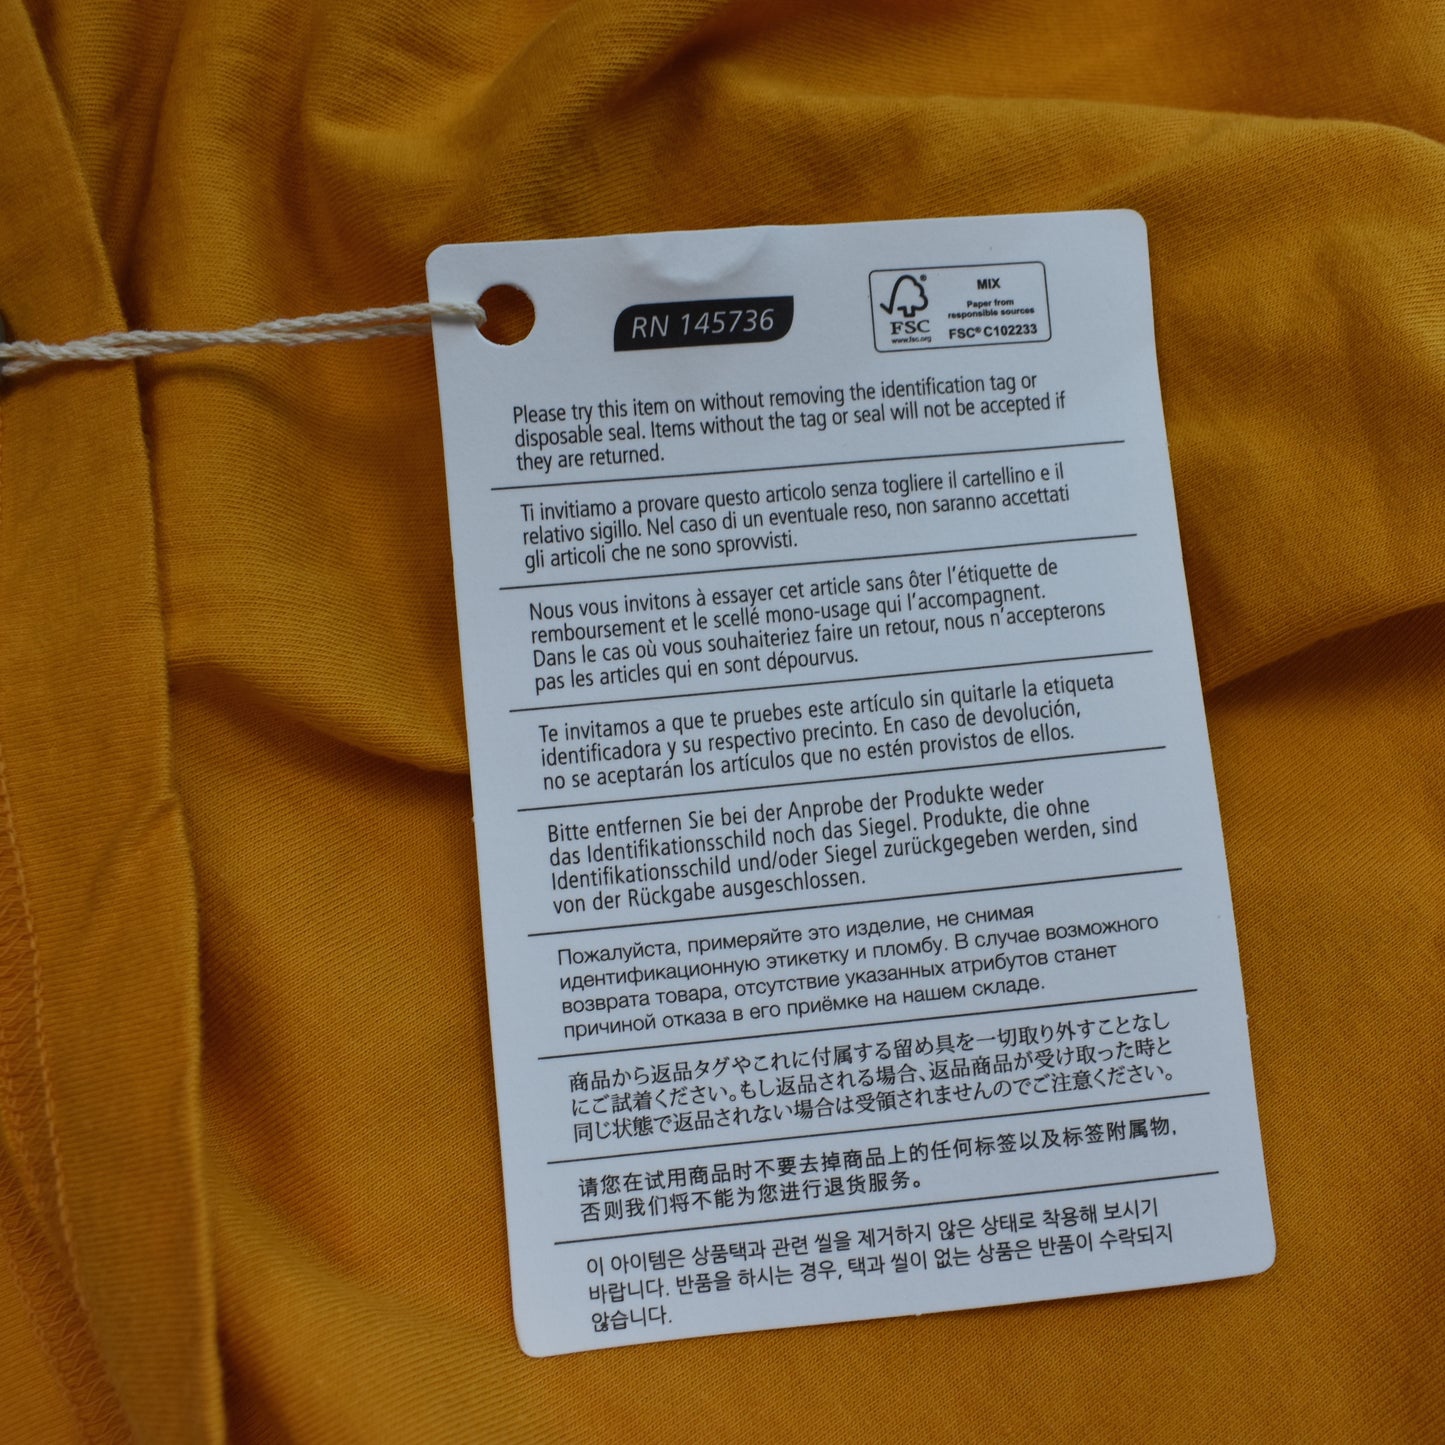 RN 145736
FSC®
www.fsc.org
MIX
Paper from
responsible sources
FSC® C102233
Please try this item on without removing the identification tag or
disposable seal. Items without the tag or seal will not be accepted if
they are returned.
Ti invitiamo a provare questo articolo senza togliere il cartellino e il
relativo sigillo. Nel caso di un eventuale reso, non saranno accettati
gli articoli che ne sono sprovvisti.
Nous vous invitons à essayer cet article sans ôter l'étiquette de
remboursement et le scellé mono-usage qui l'accompagnent.
Dans le cas où vous souhaiteriez faire un retour, nous n'accepterons
pas les articles qui en sont dépourvus.
Te invitamos a que te pruebes este artículo sin quitarle la etiqueta
identificadora y su respectivo precinto. En caso de devolución,
no se aceptarán los artículos que no estén provistos de ellos.
Bitte entfernen Sie bei der Anprobe der Produkte weder
das Identifikationsschild noch das Siegel. Produkte, die ohne
Identifikationsschild und/oder Siegel zurückgegeben werden, sind
von der Rückgabe ausgeschlossen.
Пожалуйста, примеряйте это изделие, не снимая
идентификационную этикетку и пломбу. В случае возможного
возврата товара, отсутствие указанных атрибутов станет
причиной отказа в его приёмке на нашем складе.
商品から返品タグやこれに付属する留め具を一切取り外すことなし
にご試着ください。もし返品される場合、返品商品が受け取った時と
同じ状態で返品されない場合は受領されませんのでご注意ください。
请您在试用商品时不要去掉商品上的任何标签以及标签附属物,
否则我们将不能为您进行退货服务。
이 아이템은 상품택과 관련 씰을 제거하지 않은 상태로 착용해 보시기
바랍니다. 반품을 하시는 경우, 택과 씰이 없는 상품은 반품이 수락되지
않습니다.